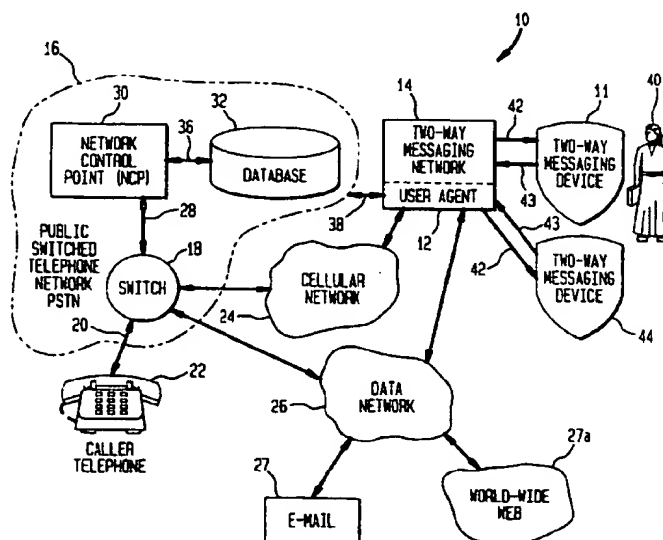 10
16
30
NETWORK
CONTROL
POINT (NCP)
36
32
DATABASE
14
TWO-WAY
MESSAGING
NETWORK
USER AGENT
12
42
43
11
TWO-WAY
MESSAGING
DEVICE
40
38
28
PUBLIC
SWITCHED
TELEPHONE
NETWORK
PSTN
18
SWITCH
20
22
CALLER
TELEPHONE
CELLULAR
NETWORK
24
43
42
TWO-WAY
MESSAGING
DEVICE
44
DATA
NETWORK
26
27
E-MAIL
27a
WORLD-WIDE
WEB